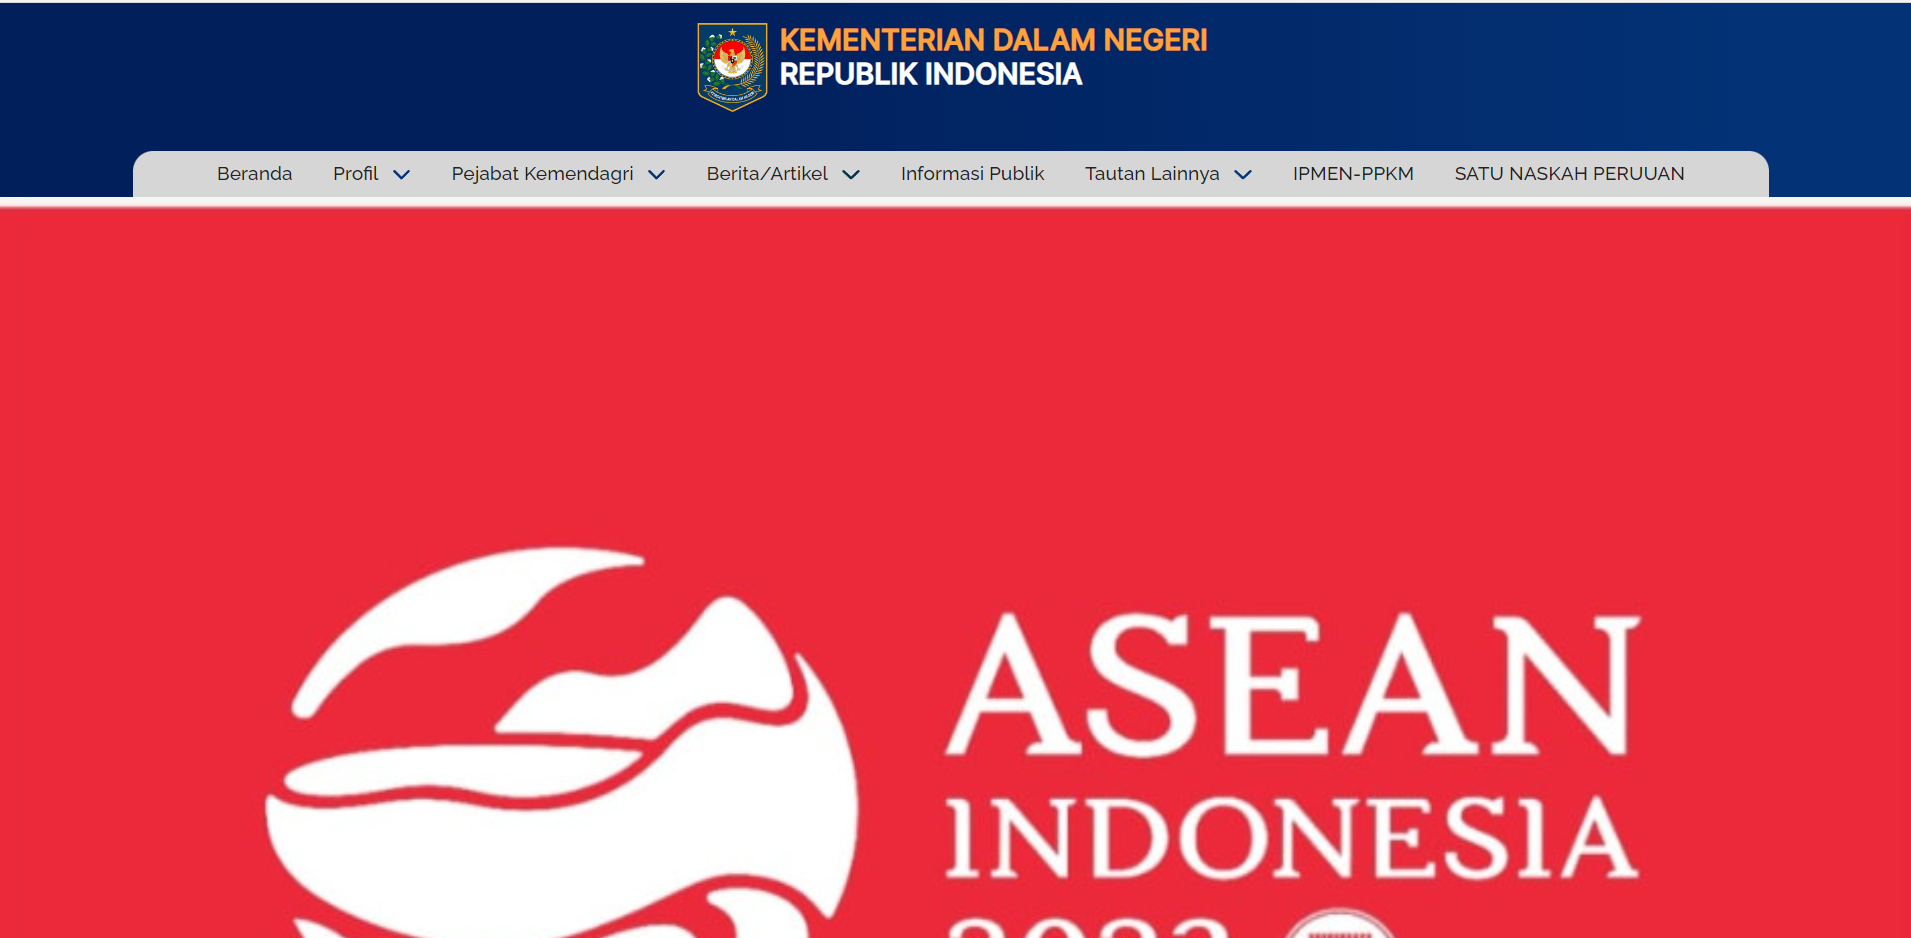 KEMENTERIAN DALAM NEGERI
REPUBLIK INDONESIA
Beranda Profil Pejabat Kemendagri Berita/Artikel Informasi Publik Tautan Lainnya IPMEN-PPKM SATU NASKAH PERUUAN
ASEAN
INDONESIA
2023